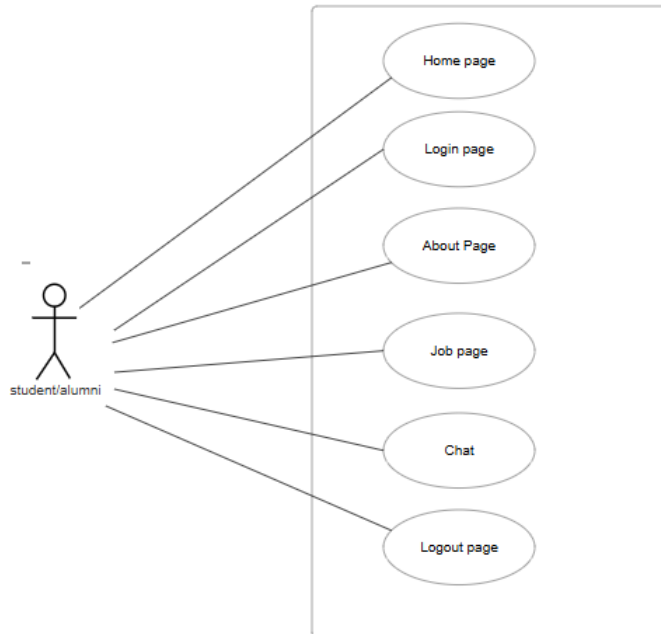 Home page
Login page
About Page
Job page
Chat
Logout page
student/alumni